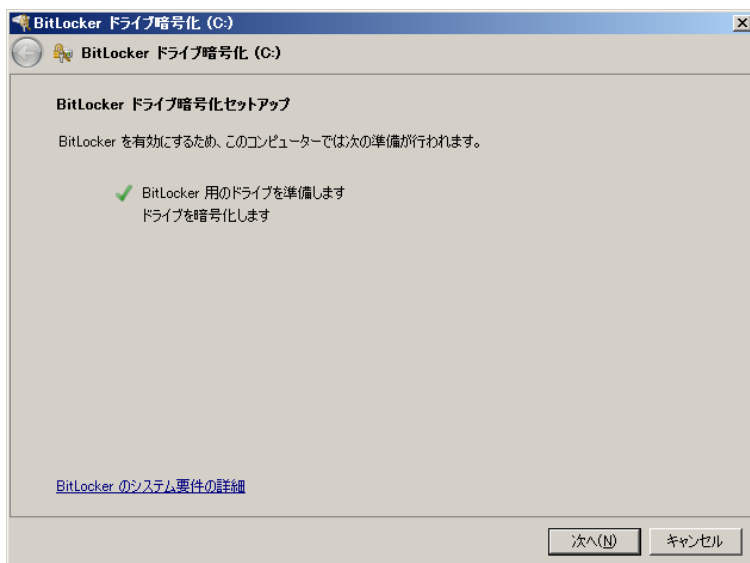 BitLocker ドライブ暗号化 (C:)
BitLocker ドライブ暗号化 (C:)
BitLocker ドライブ暗号化セットアップ
BitLocker を有効にするため、このコンピューターでは次の準備が行われます。
BitLocker 用のドライブを準備します
ドライブを暗号化します
BitLocker のシステム要件の詳細
次へ(N)
キャンセル